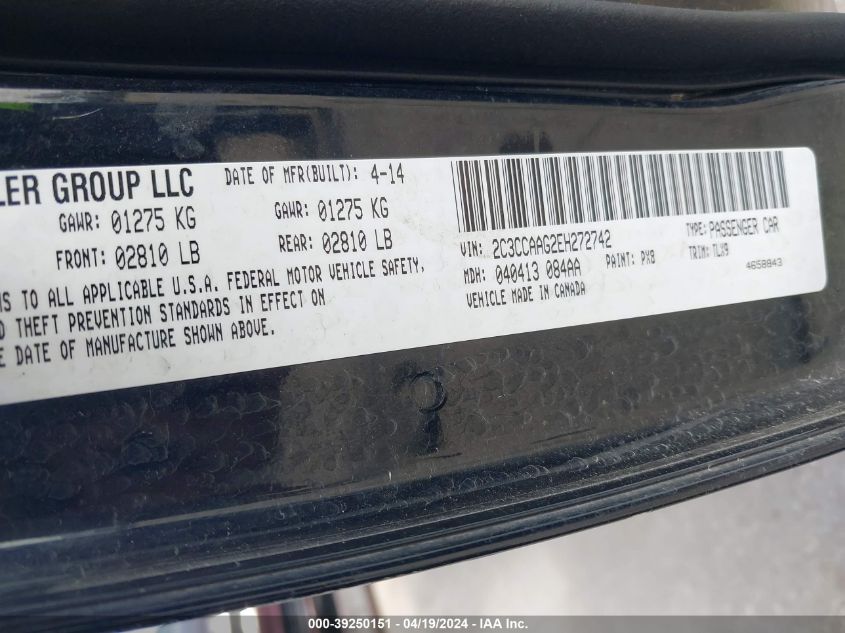 LER GROUP LLC
DATE OF MFR(BUILT): 4-14
GAWR: 01275 KG
GAWR: 01275 KG
FRONT: 02810 LB
REAR: 02810 LB
S TO ALL APPLICABLE U.S.A. FEDERAL MOTOR VEHICLE SAFETY,
THEFT PREVENTION STANDARDS IN EFFECT ON
E DATE OF MANUFACTURE SHOWN ABOVE.
VIN: 2C3CCAAG2EH272742
TYPE: PASSENGER CAR
MDH: 040413 084AA
PAINT: PX8
TRIM: TLX9
VEHICLE MADE IN CANADA
4658843
000-39250151 - 04/19/2024 - IAA Inc.